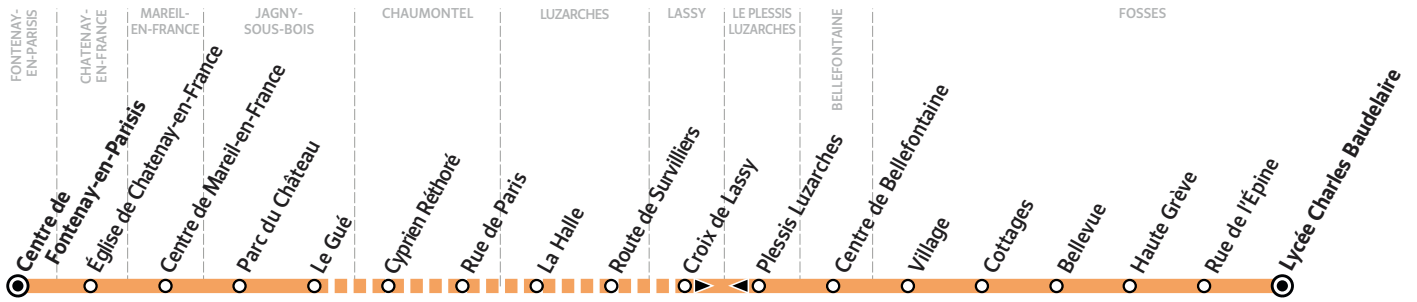 FONTENAY-
EN-PARISIS
CHATENAY-
EN-FRANCE
MAREIL-
EN-FRANCE
JAGNY-
SOUS-BOIS
CHAUMONTEL
LUZARCHES
LASSY
LE PLESSIS
LUZARCHES
BELLEFONTAINE
FOSSES
Centre de
Fontenay-en-Parisis
Église de Chatenay-en-France
Centre de Mareil-en-France
Parc du Château
Le Gué
Cyprien Réthoré
Rue de Paris
La Halle
Route de Survilliers
Croix de Lassy
Plessis Luzarches
Centre de Bellefontaine
Village
Cottages
Bellevue
Haute Grève
Rue de l'Épine
Lycée Charles Baudelaire